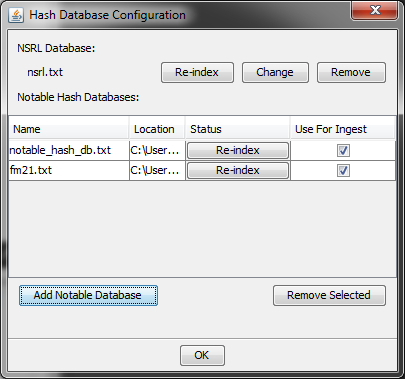 Hash Database Configuration
NSRL Database:
nsrl.txt Re-index Change Remove
Notable Hash Databases:
Name Location Status Use For Ingest
notable_hash_db.txt C:\User... Re-index
fm21.txt C:\User... Re-index
Add Notable Database Remove Selected
OK